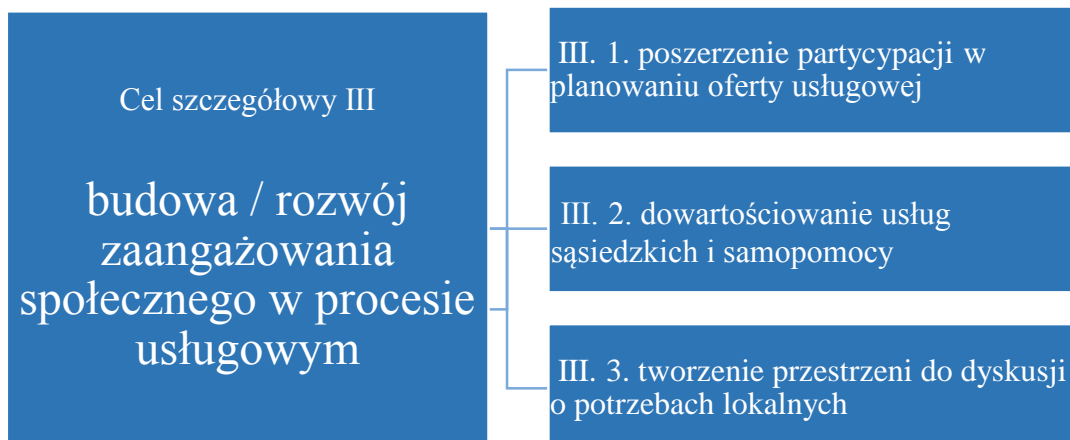 Cel szczegółowy III
budowa / rozwój
zaangażowania
społecznego w procesie
usługowym
III. 1. poszerzenie partycypacji w
planowaniu oferty usługowej
III. 2. dowartościowanie usług
sąsiedzkich i samopomocy
III. 3. tworzenie przestrzeni do dyskusji
o potrzebach lokalnych